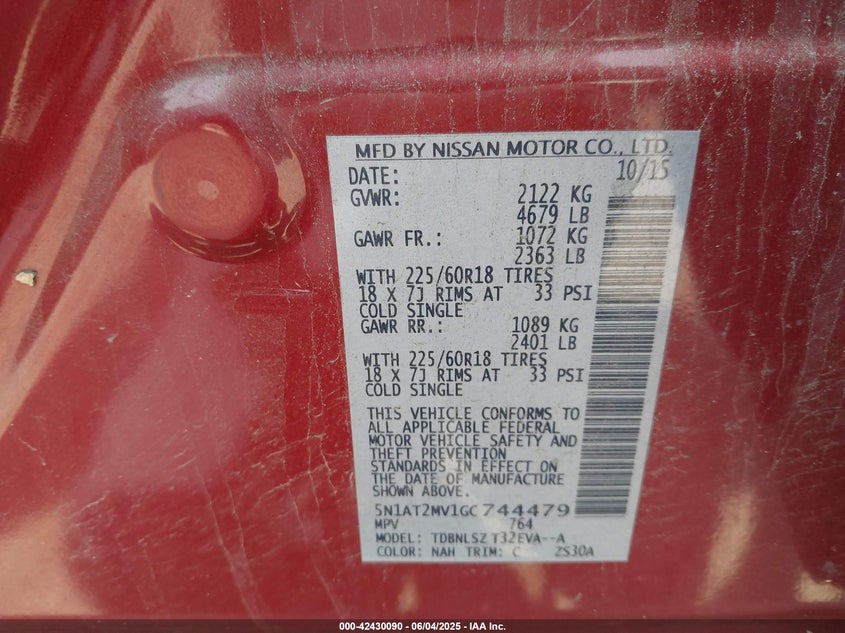 MFD BY NISSAN MOTOR CO., LTD.
DATE: 10/15
GVWR: 2122 KG
4679 LB
GAWR FR.: 1072 KG
2363 LB
WITH 225/60R18 TIRES
18 X 7J RIMS AT 33 PSI
COLD SINGLE
GAWR RR.: 1089 KG
2401 LB
WITH 225/60R18 TIRES
18 X 7J RIMS AT 33 PSI
COLD SINGLE
THIS VEHICLE CONFORMS TO
ALL APPLICABLE FEDERAL
MOTOR VEHICLE SAFETY AND
THEFT PREVENTION
STANDARDS IN EFFECT ON
THE DATE OF MANUFACTURE
SHOWN ABOVE.
5N1AT2MV1GC744479
MPV 764
MODEL: TDBNLSZ T32EVA--A
COLOR: NAH TRIM: C ZS30A
000-42430090 - 06/04/2025 - IAA Inc.